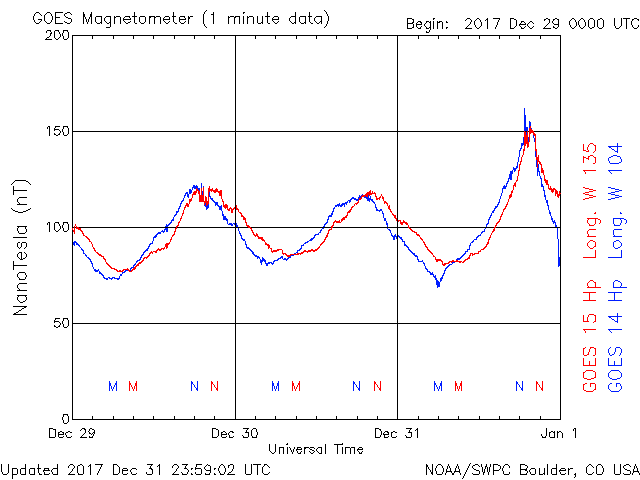 GOES Magnetometer (1 minute data)
Begin: 2017 Dec 29 0000 UTC
200
150
100
50
0
NanoTesla (nT)
M M N N M M N N M M N N
Dec 29 Dec 30 Dec 31 Jan 1
Universal Time
GOES 15 Hp Long. W 135
GOES 14 Hp Long. W 104
Updated 2017 Dec 31 23:59:02 UTC
NOAA/SWPC Boulder, CO USA